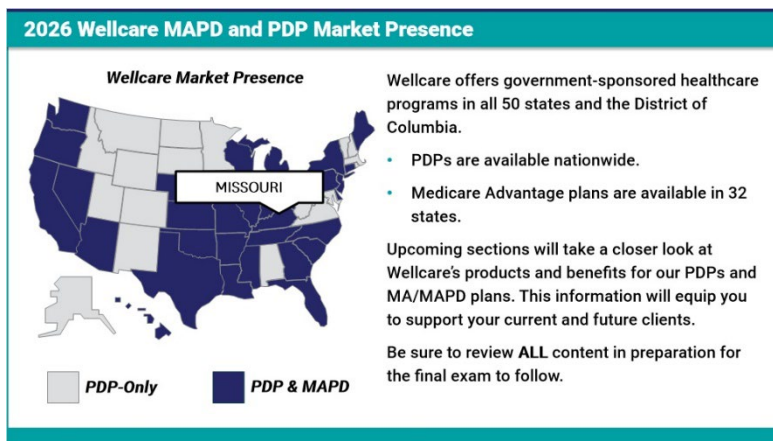 2026 Wellcare MAPD and PDP Market Presence
Wellcare Market Presence
MISSOURI
PDP-Only
PDP & MAPD
Wellcare offers government-sponsored healthcare
programs in all 50 states and the District of
Columbia.
• PDPs are available nationwide.
• Medicare Advantage plans are available in 32
states.
Upcoming sections will take a closer look at
Wellcare’s products and benefits for our PDPs and
MA/MAPD plans. This information will equip you
to support your current and future clients.
Be sure to review ALL content in preparation for
the final exam to follow.